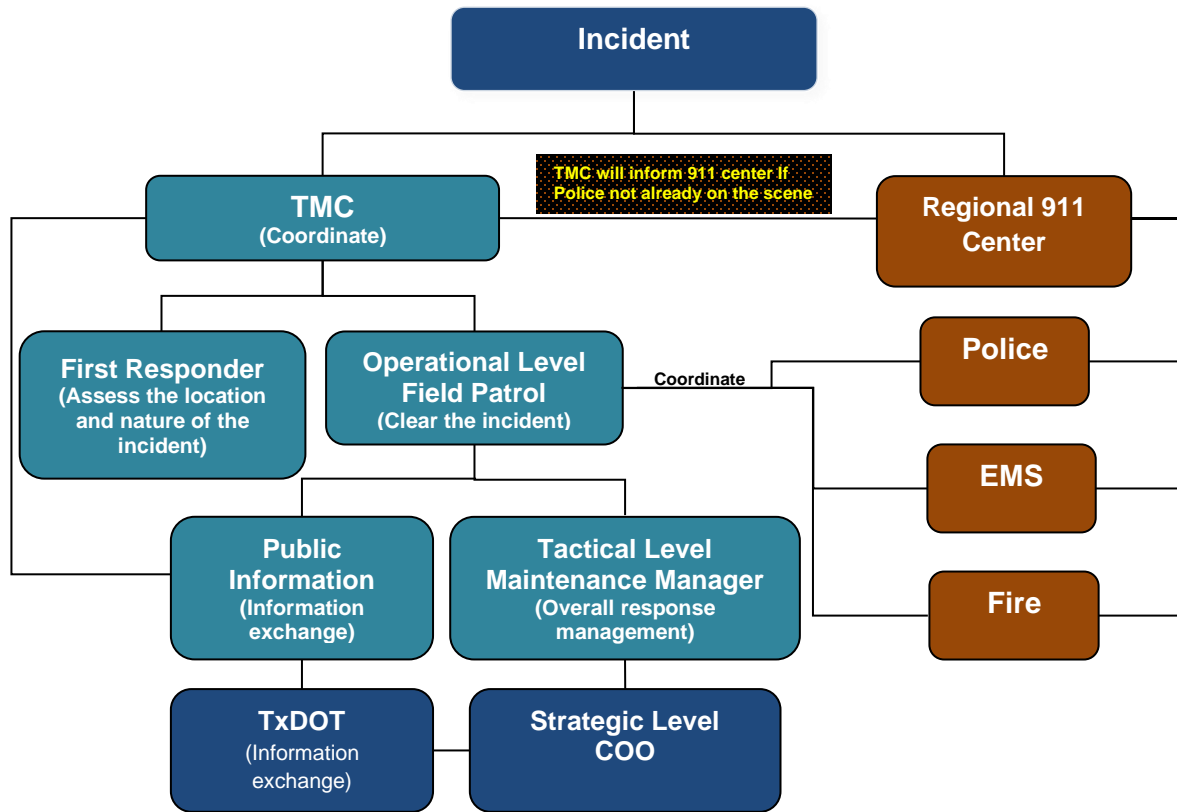 Incident
TMC will inform 911 center If
Police not already on the scene
TMC
(Coordinate)
Regional 911
Center
First Responder
(Assess the location
and nature of the
incident)
Operational Level
Field Patrol
(Clear the incident)
Coordinate
Police
EMS
Public
Information
(Information
exchange)
Tactical Level
Maintenance Manager
(Overall response
management)
Fire
TxDOT
(Information
exchange)
Strategic Level
COO